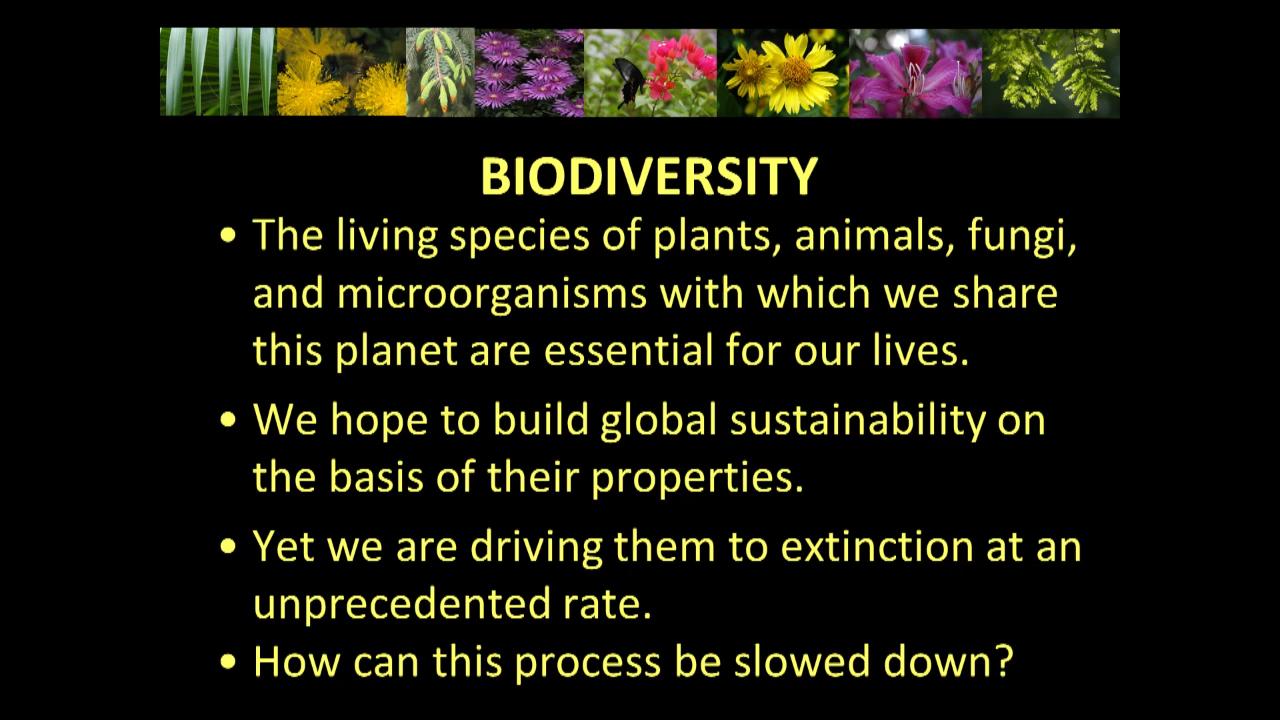 BIODIVERSITY
• The living species of plants, animals, fungi,
and microorganisms with which we share
this planet are essential for our lives.
• We hope to build global sustainability on
the basis of their properties.
• Yet we are driving them to extinction at an
unprecedented rate.
• How can this process be slowed down?